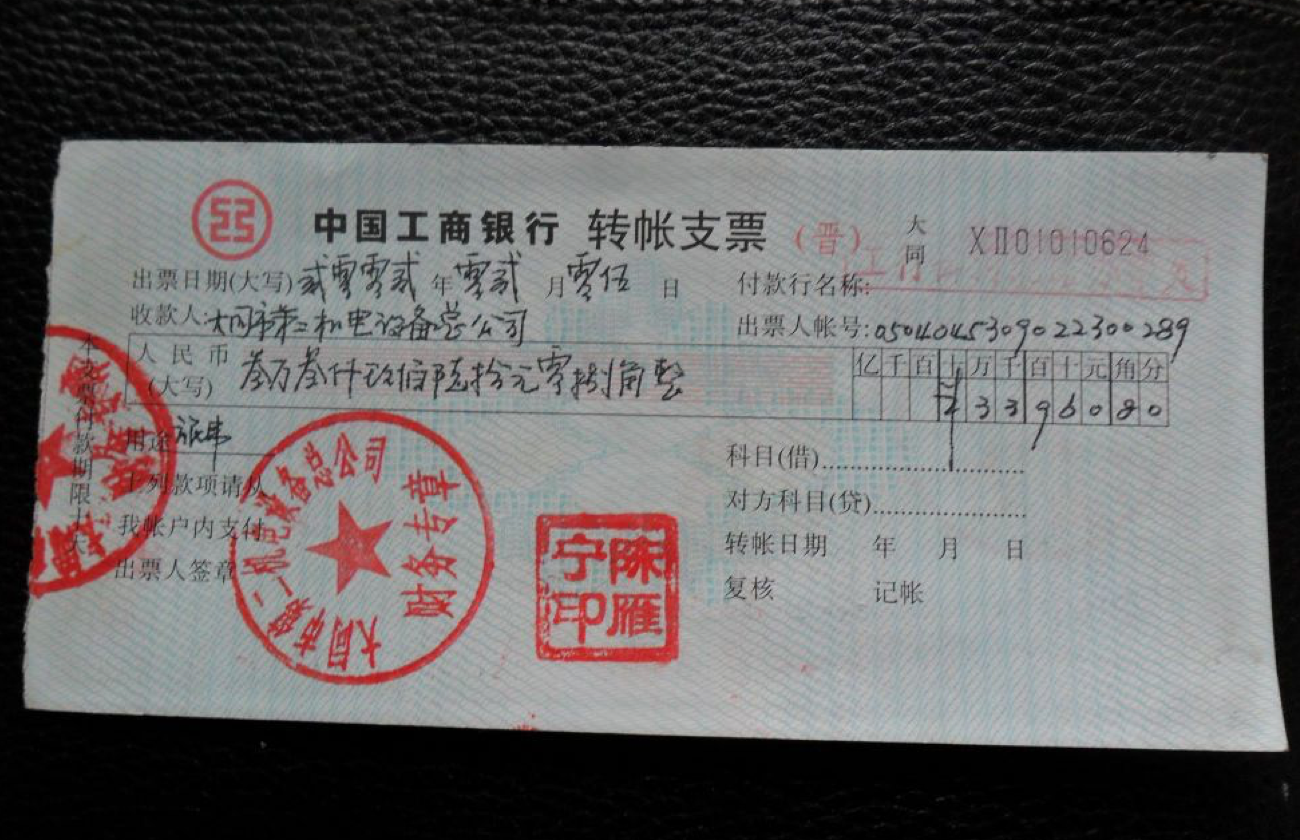 中国工商银行 转帐支票 (晋) 大同 XII01010624
出票日期(大写) 贰零零贰 年 零贰 月 零伍 日 付款行名称:
收款人: 大同市第二机电设备总公司 出票人帐号: 0504045309022300289
人民币(大写) 叁万叁仟玖佰陆拾元零捌角整
亿 千 百 十 万 千 百 十 元 角 分
¥ 3 3 9 6 0 8 0
用途
上列款项请从
我帐户内支付
出票人签章
科目(借)
对方科目(贷)
转帐日期 年 月 日
复核 记帐
本支票付款期限十天
大同市第二机电设备总公司
财务专章
陈雁宁印